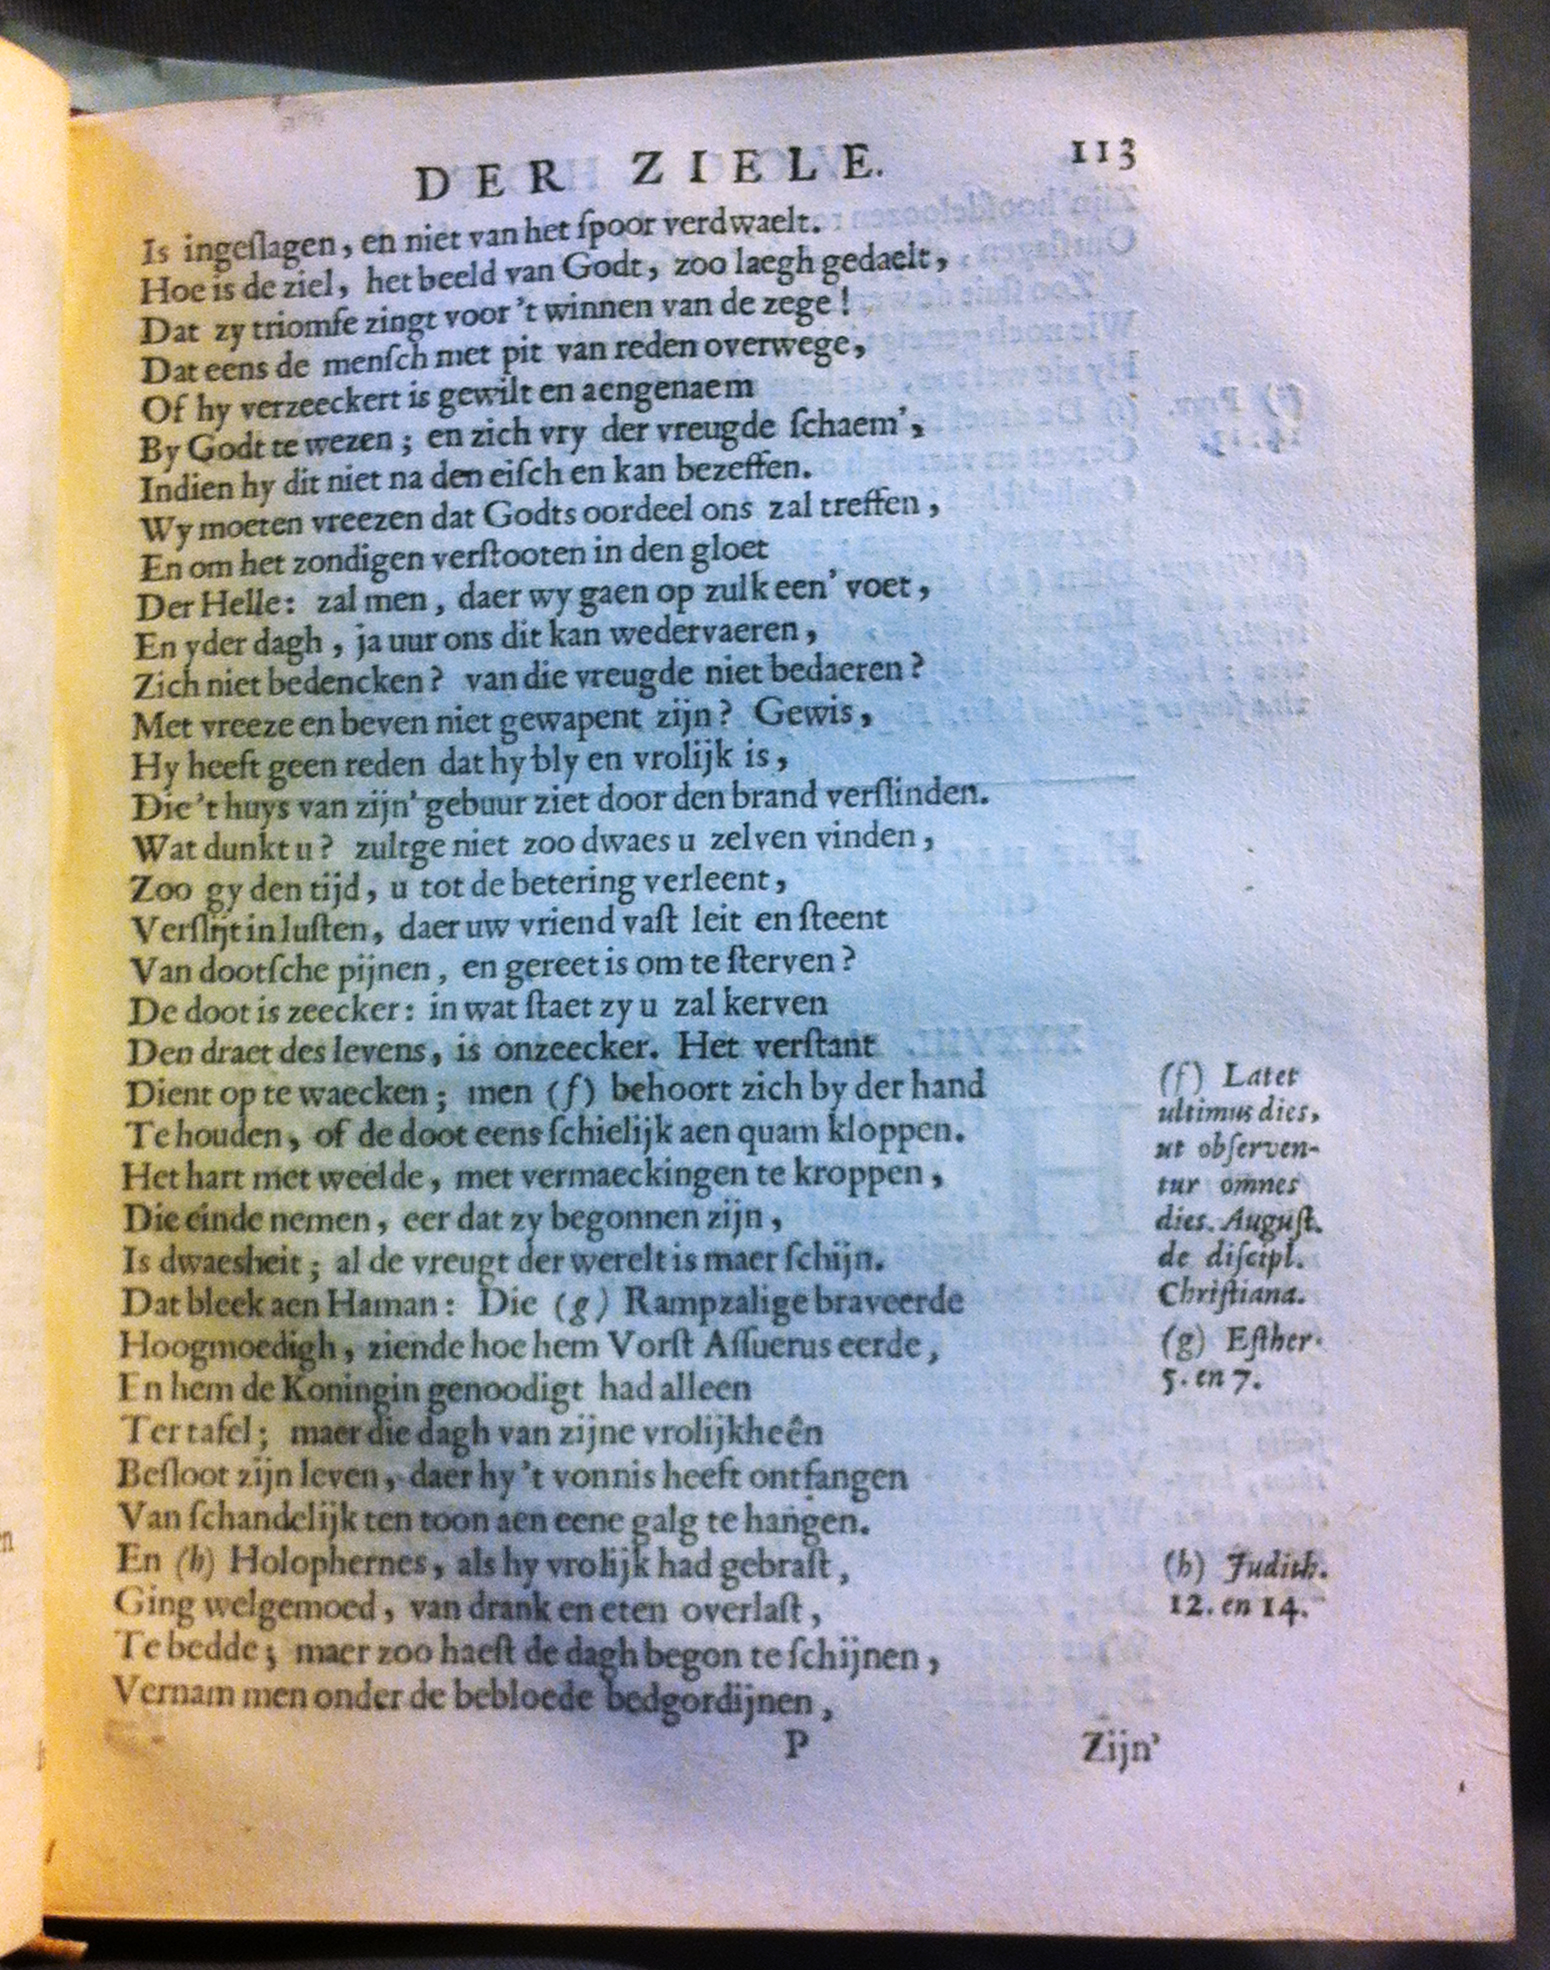 DER ZIELE. 113
Is ingeſlagen, en niet van het ſpoor verdwaelt.
Hoe is de ziel, het beeld van Godt, zoo laegh gedaelt,
Dat zy triomfe zingt voor 't winnen van de zege!
Dat eens de menſch met pit van reden overwege,
Of hy verzeeckert is gewilt en aengenaem
By Godt te wezen; en zich vry der vreugde ſchaem',
Indien hy dit niet na den eiſch en kan bezeffen.
Wy moeten vreezen dat Godts oordeel ons zal treffen,
En om het zondigen verſtooten in den gloet
Der Helle: zal men, daer wy gaen op zulk een' voet,
En yder dagh, ja uur ons dit kan wedervaeren,
Zich niet bedencken? van die vreugde niet bedaeren?
Met vreeze en beven niet gewapent zijn? Gewis,
Hy heeft geen reden dat hy bly en vrolijk is,
Die 't huys van zijn' gebuur ziet door den brand verſlinden.
Wat dunkt u? zultge niet zoo dwaes u zelven vinden,
Zoo gy den tijd, u tot de betering verleent,
Verſlijt in luſten, daer uw vriend vaſt leit en ſteent
Van dootſche pijnen, en gereet is om te ſterven?
De doot is zeecker: in wat ſtaet zy u zal kerven
Den draet des levens, is onzeecker. Het verſtant
Dient op te waecken; men (f) behoort zich by der hand
Te houden, of de doot eens ſchielijk aen quam kloppen.
Het hart met weelde, met vermaeckingen te kroppen,
Die einde nemen, eer dat zy begonnen zijn,
Is dwaesheit; al de vreugt der werelt is maer ſchijn.
Dat bleek aen Haman: Die (g) Rampzalige braveerde
Hoogmoedigh, ziende hoe hem Vorſt Aſſuerus eerde,
En hem de Koningin genoodigt had alleen
Ter tafel; maer die dagh van zijne vrolijkheên
Beſloot zijn leven, daer hy 't vonnis heeft ontfangen
Van ſchandelijk ten toon aen eene galg te hangen.
En (h) Holophernes, als hy vrolijk had gebraſt,
Ging welgemoed, van drank en eten overlaſt,
Te bedde; maer zoo haeſt de dagh begon te ſchijnen,
Vernam men onder de bebloede bedgordijnen,
P Zijn'
(f) Latet
ultimus dies,
ut obſerven-
tur omnes
dies. Auguſt.
de diſcipl.
Chriſtiana.
(g) Eſther.
5. en 7.
(h) Judith.
12. en 14.